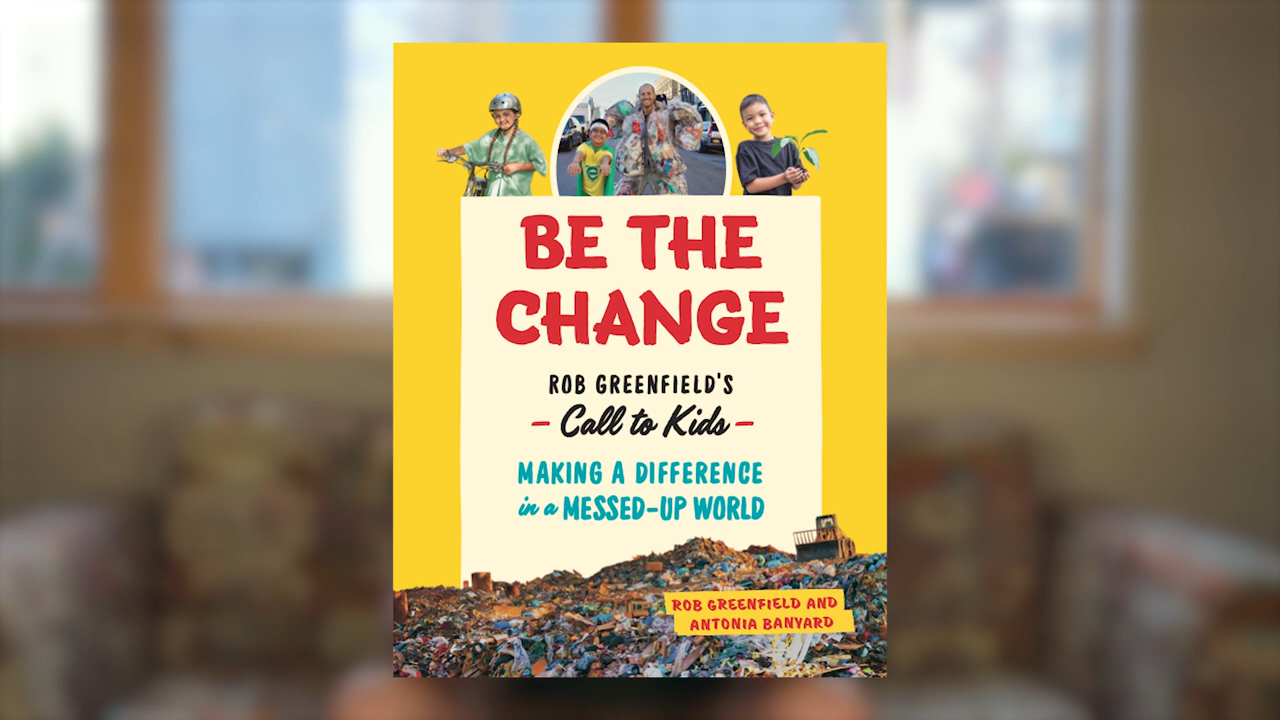 BE THE
CHANGE
ROB GREENFIELD'S
– Call to Kids –
MAKING A DIFFERENCE
in a MESSED-UP WORLD
ROB GREENFIELD AND
ANTONIA BANYARD